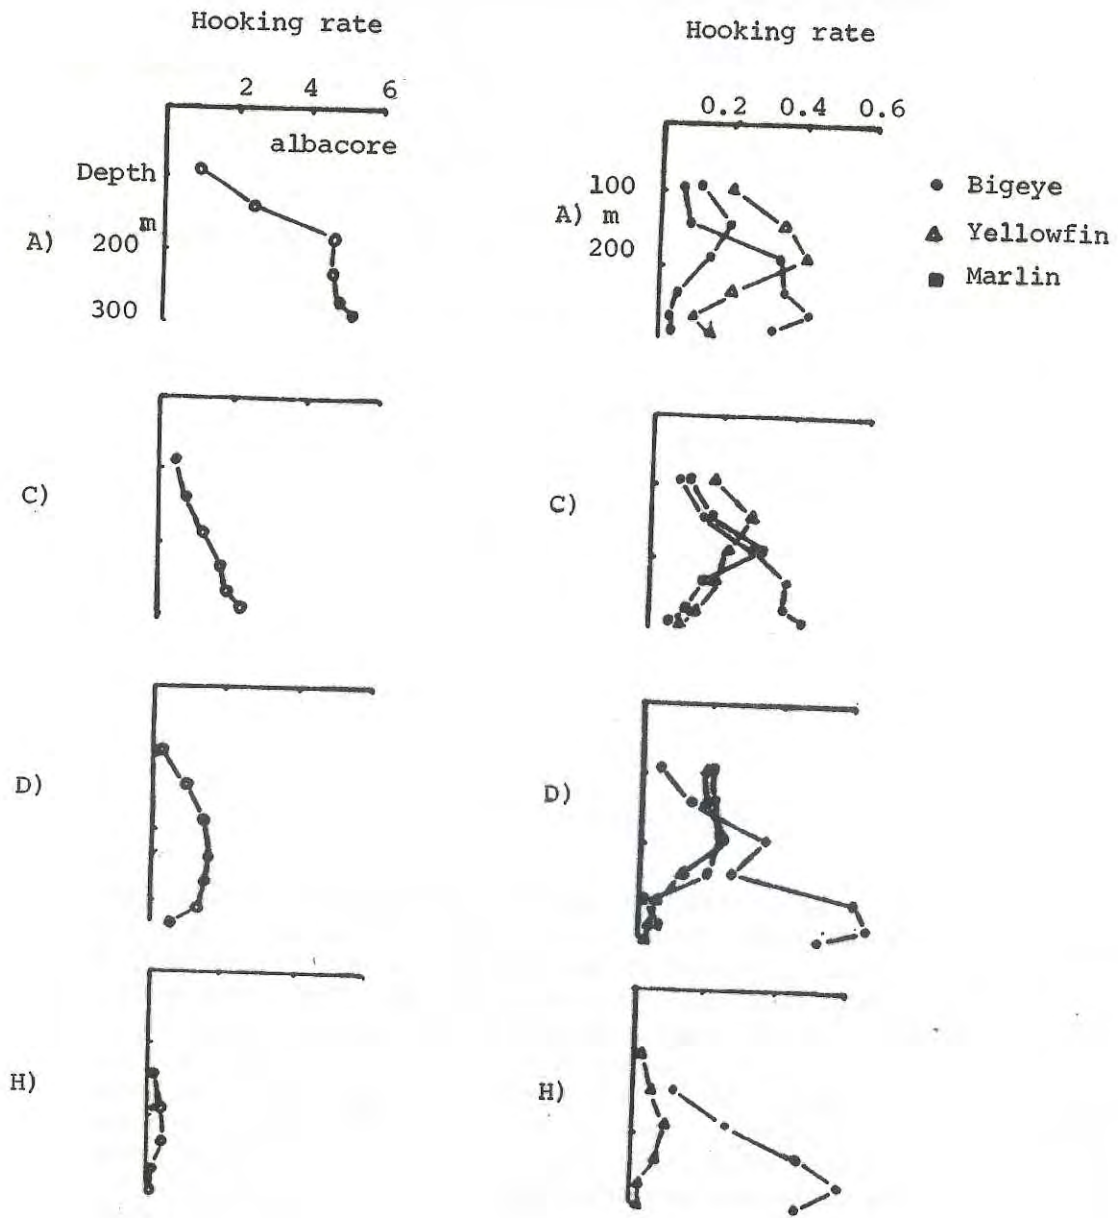 Hooking rate
2 4 6
albacore
Depth
m
A) 200
300
C)
D)
H)
Hooking rate
0.2 0.4 0.6
100
A) m
200
Bigeye
Yellowfin
Marlin
C)
D)
H)